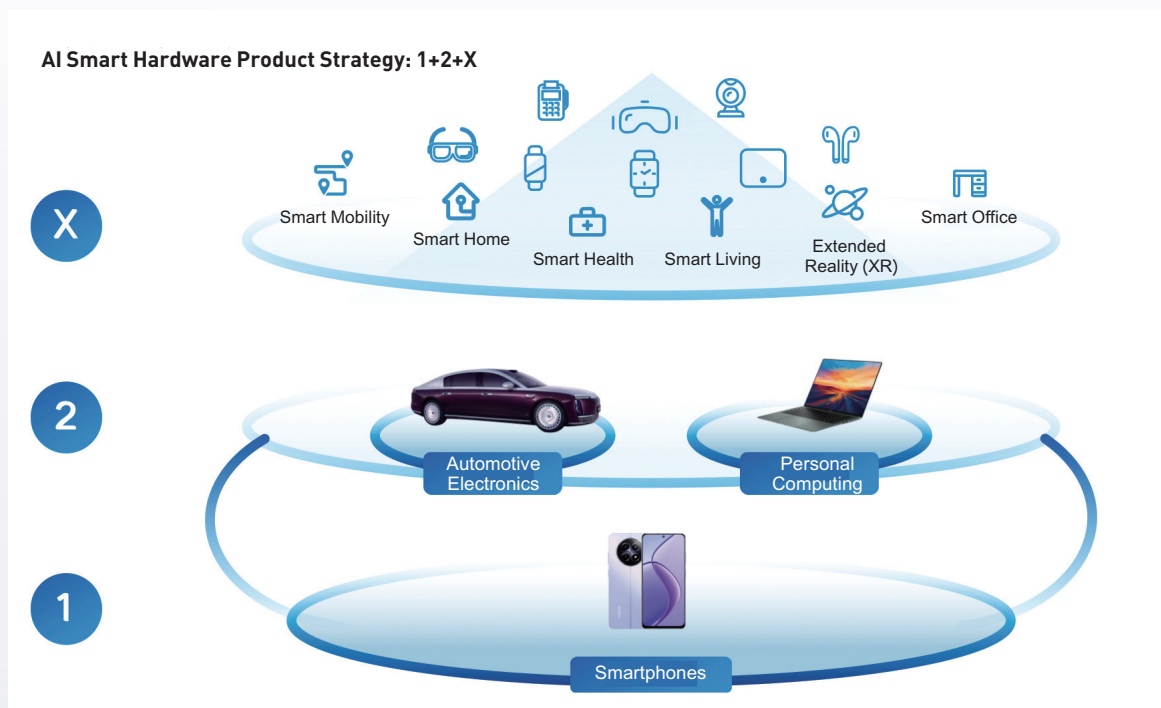 AI Smart Hardware Product Strategy: 1+2+X
X
Smart Mobility
Smart Home
Smart Health
Smart Living
Extended
Reality (XR)
Smart Office
2
Automotive
Electronics
Personal
Computing
1
Smartphones